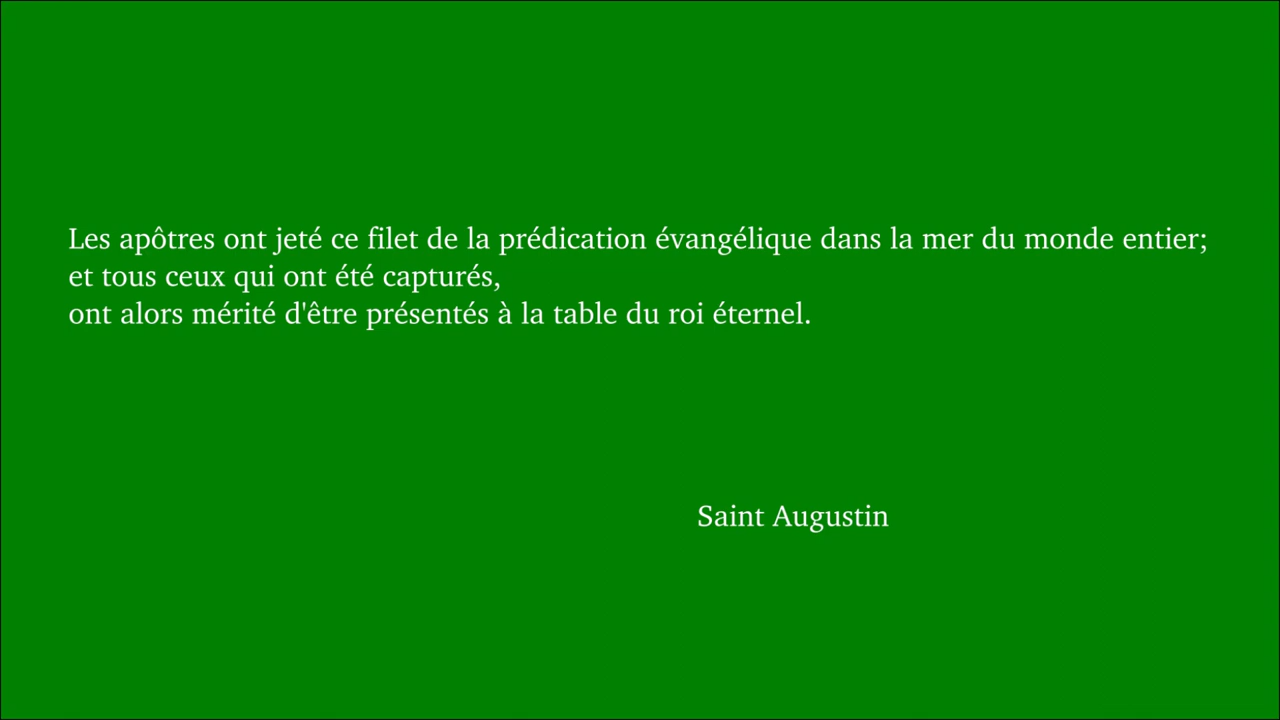 Les apôtres ont jeté ce filet de la prédication évangélique dans la mer du monde entier;
et tous ceux qui ont été capturés,
ont alors mérité d'être présentés à la table du roi éternel.
Saint Augustin